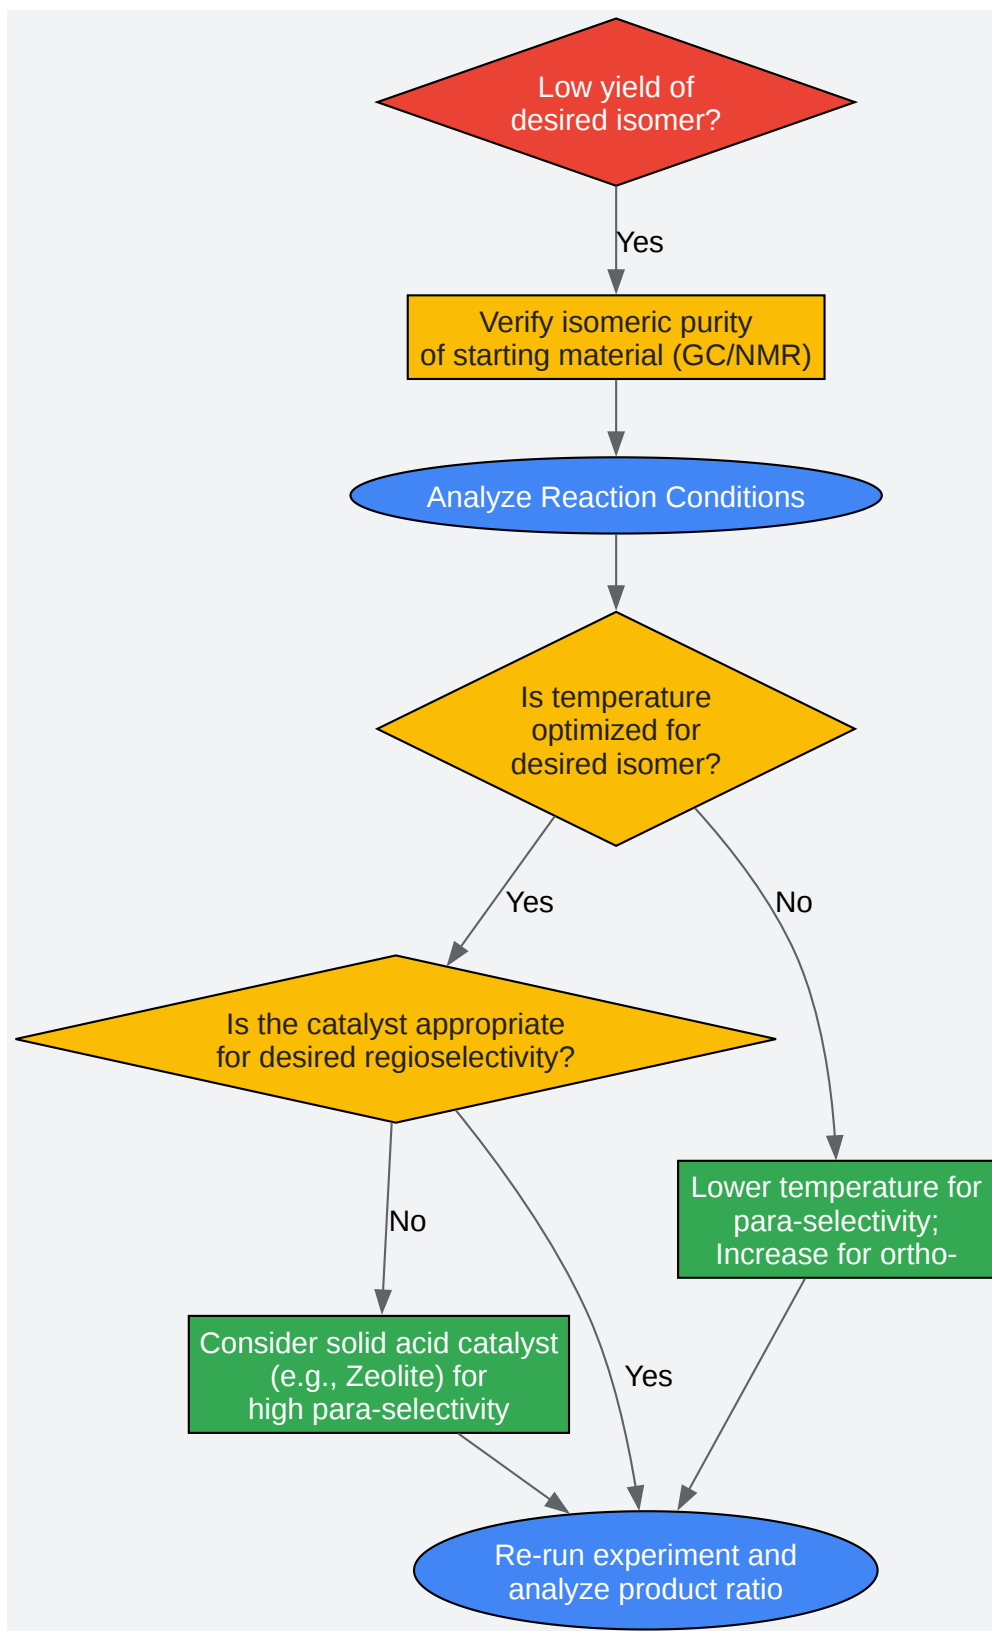 Low yield of
desired isomer?
Yes
Verify isomeric purity
of starting material (GC/NMR)
Analyze Reaction Conditions
Is temperature
optimized for
desired isomer?
Yes
No
Is the catalyst appropriate
for desired regioselectivity?
Lower temperature for
para-selectivity;
Increase for ortho-
No
Consider solid acid catalyst
(e.g., Zeolite) for
high para-selectivity
Yes
Re-run experiment and
analyze product ratio